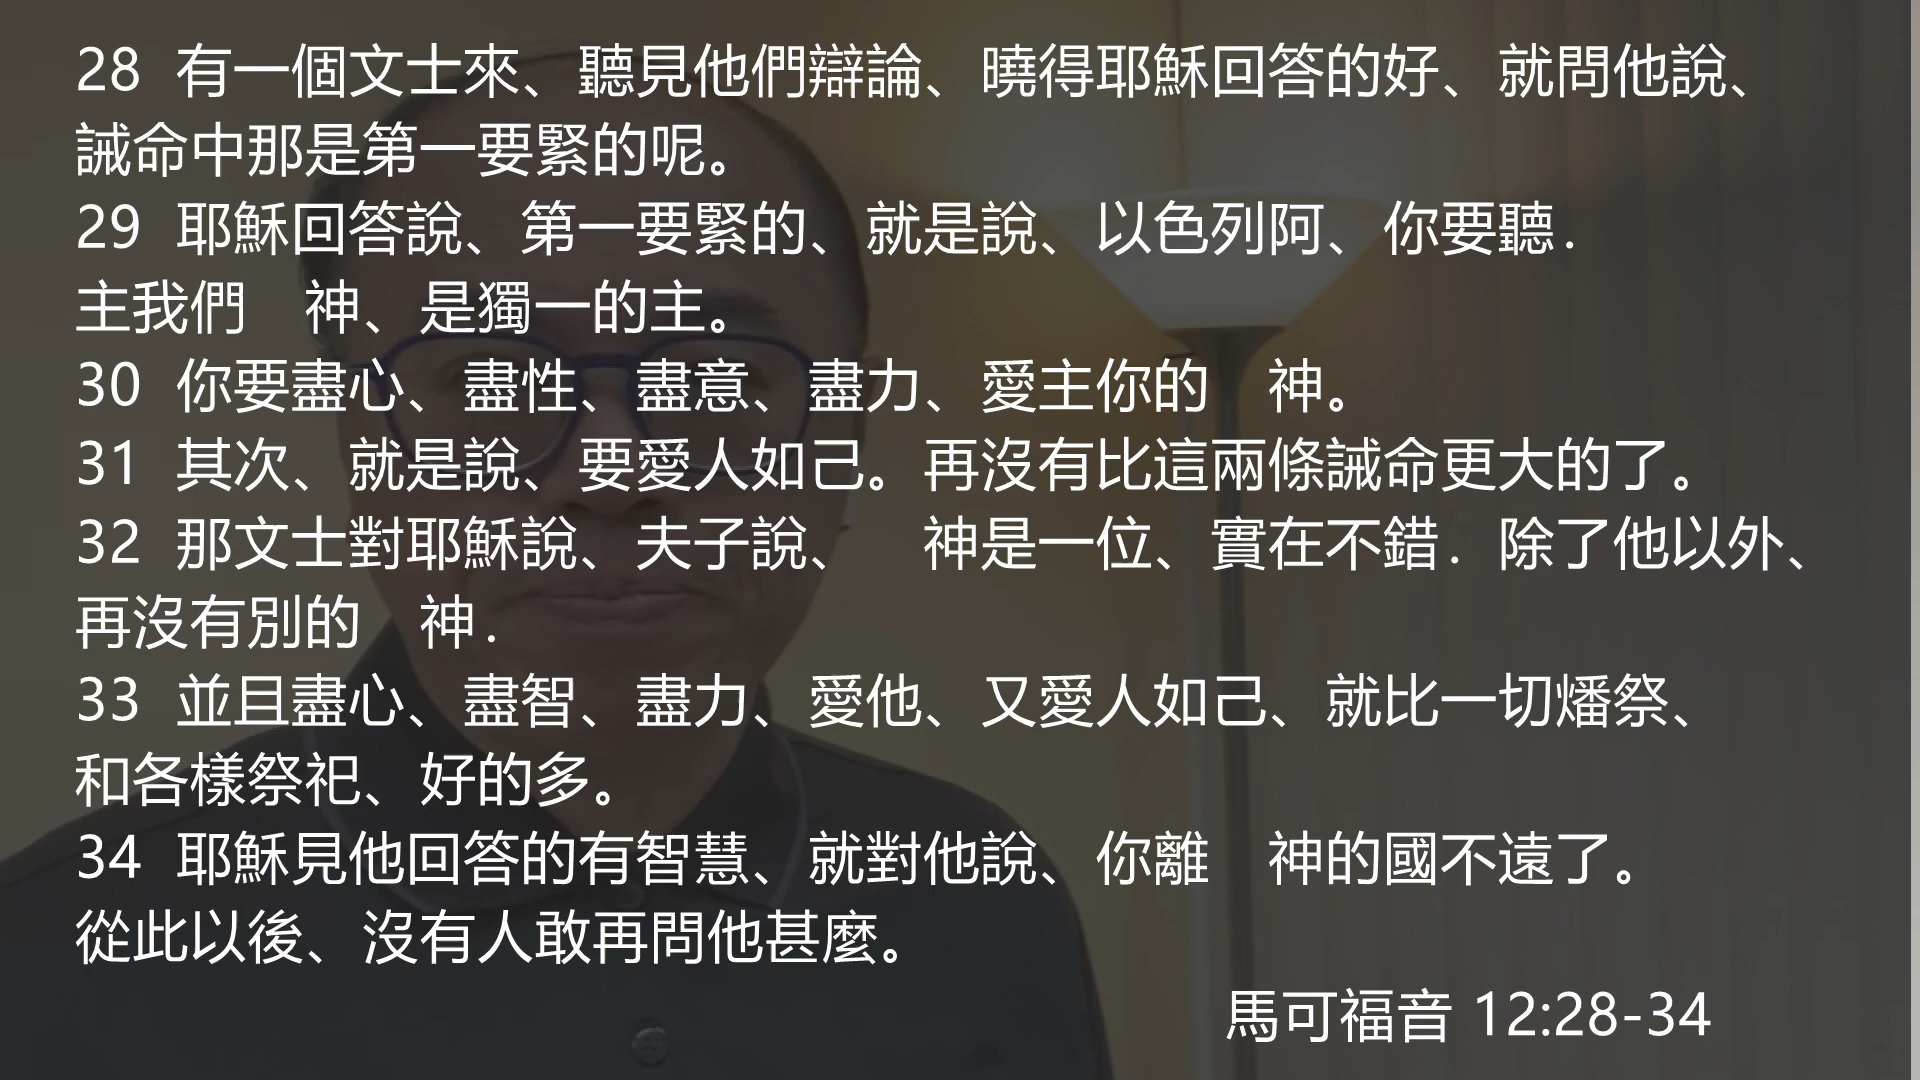 28 有一個文士來、聽見他們辯論、曉得耶穌回答的好、就問他說、
誡命中那是第一要緊的呢。
29 耶穌回答說、第一要緊的、就是說、以色列阿、你要聽．
主我們　神、是獨一的主。
30 你要盡心、盡性、盡意、盡力、愛主你的　神。
31 其次、就是說、要愛人如己。再沒有比這兩條誡命更大的了。
32 那文士對耶穌說、夫子說、　神是一位、實在不錯．除了他以外、
再沒有別的　神．
33 並且盡心、盡智、盡力、愛他、又愛人如己、就比一切燔祭、
和各樣祭祀、好的多。
34 耶穌見他回答的有智慧、就對他說、你離　神的國不遠了。
從此以後、沒有人敢再問他甚麼。
馬可福音 12:28-34